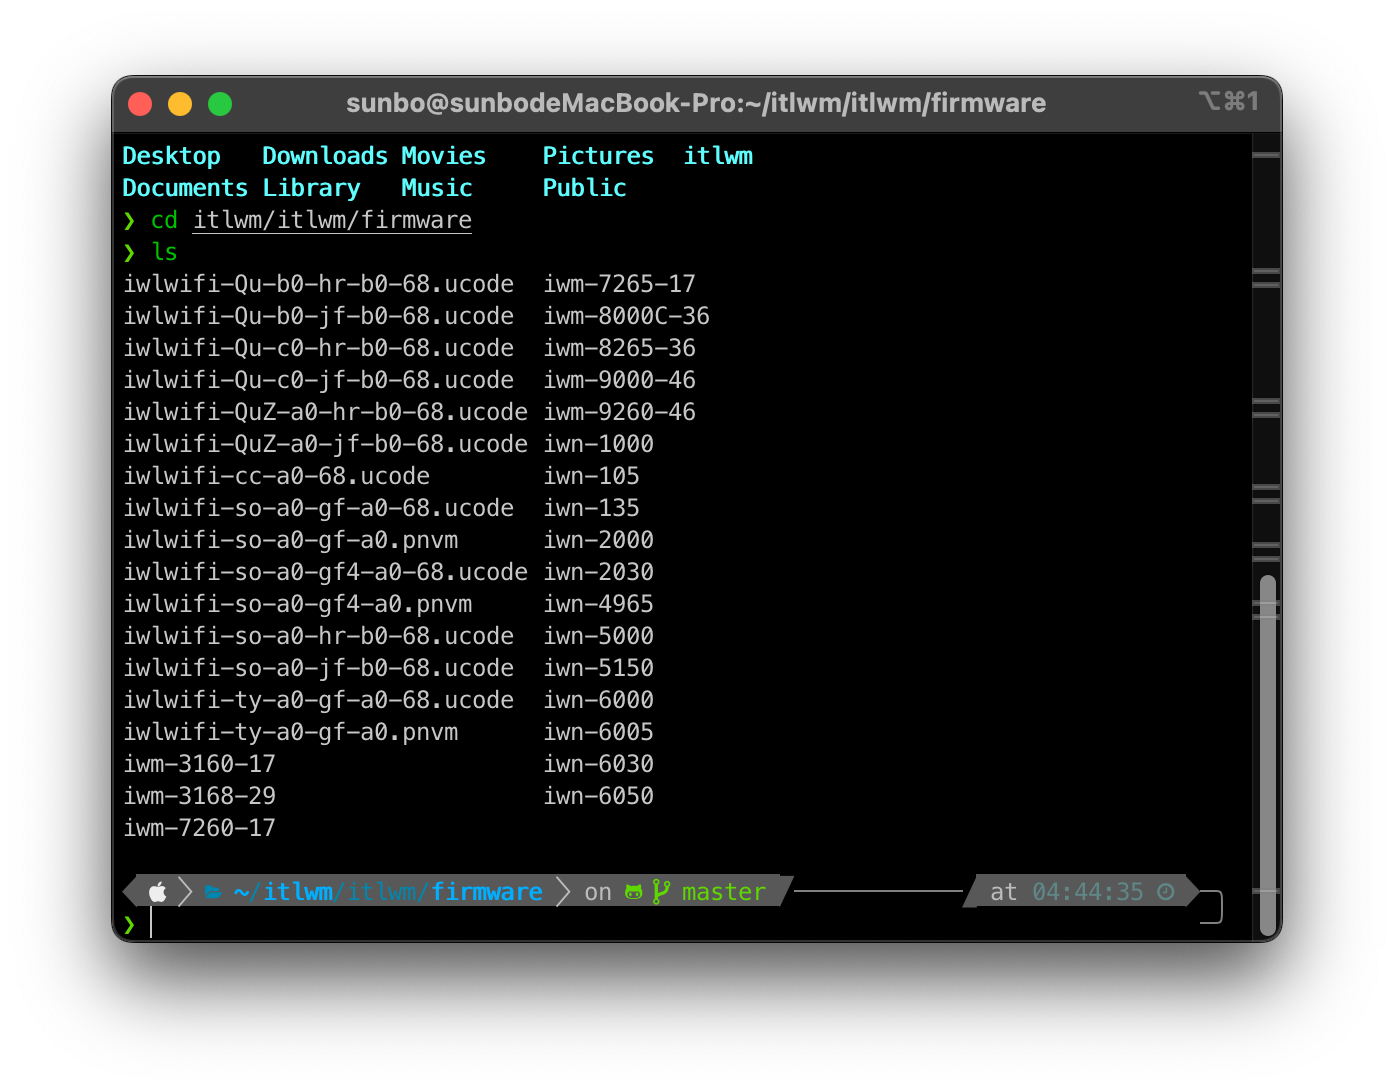 sunbo@sunbodeMacBook-Pro:~/itlwm/itlwm/firmware ⌥⌘1
Desktop Downloads Movies Pictures itlwm
Documents Library Music Public
❯ cd itlwm/itlwm/firmware
❯ ls
iwlwifi-Qu-b0-hr-b0-68.ucode iwm-7265-17
iwlwifi-Qu-b0-jf-b0-68.ucode iwm-8000C-36
iwlwifi-Qu-c0-hr-b0-68.ucode iwm-8265-36
iwlwifi-Qu-c0-jf-b0-68.ucode iwm-9000-46
iwlwifi-QuZ-a0-hr-b0-68.ucode iwm-9260-46
iwlwifi-QuZ-a0-jf-b0-68.ucode iwn-1000
iwlwifi-cc-a0-68.ucode iwn-105
iwlwifi-so-a0-gf-a0-68.ucode iwn-135
iwlwifi-so-a0-gf-a0.pnvm iwn-2000
iwlwifi-so-a0-gf4-a0-68.ucode iwn-2030
iwlwifi-so-a0-gf4-a0.pnvm iwn-4965
iwlwifi-so-a0-hr-b0-68.ucode iwn-5000
iwlwifi-so-a0-jf-b0-68.ucode iwn-5150
iwlwifi-ty-a0-gf-a0-68.ucode iwn-6000
iwlwifi-ty-a0-gf-a0.pnvm iwn-6005
iwm-3160-17 iwn-6030
iwm-3168-29 iwn-6050
iwm-7260-17
~/itlwm/itlwm/firmware on master at 04:44:35
❯